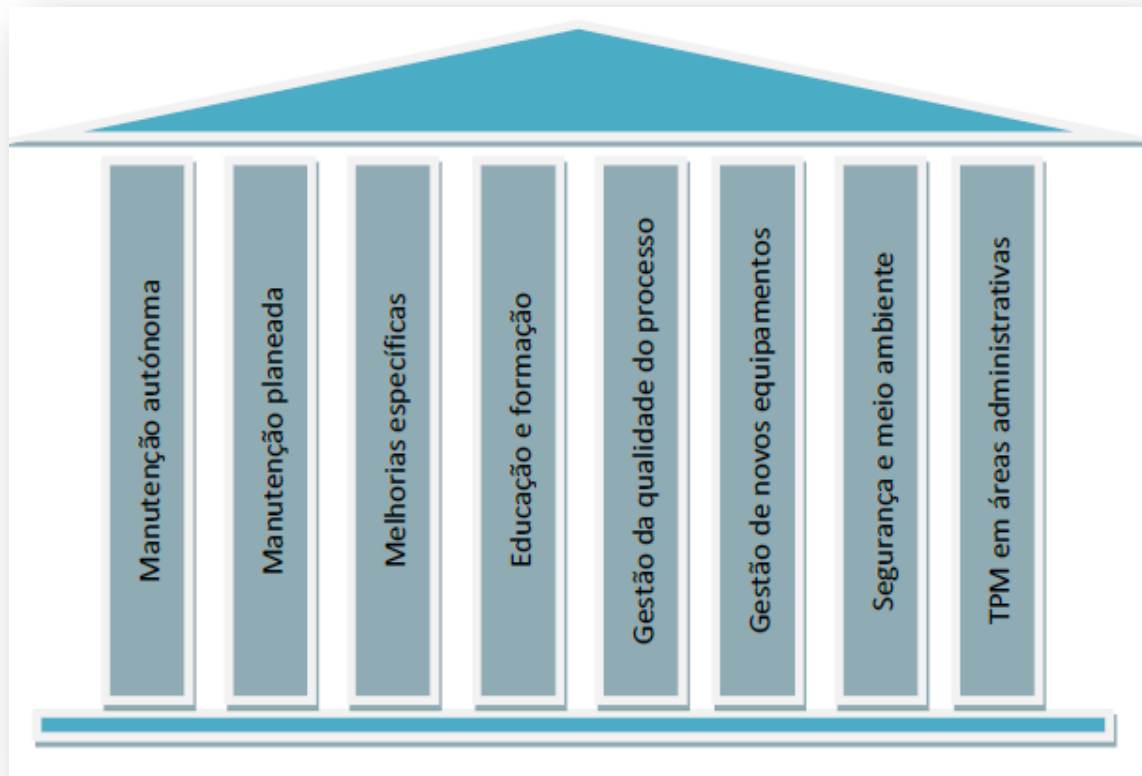 Manutenção autónoma
Manutenção planeada
Melhorias específicas
Educação e formação
Gestão da qualidade do processo
Gestão de novos equipamentos
Segurança e meio ambiente
TPM em áreas administrativas